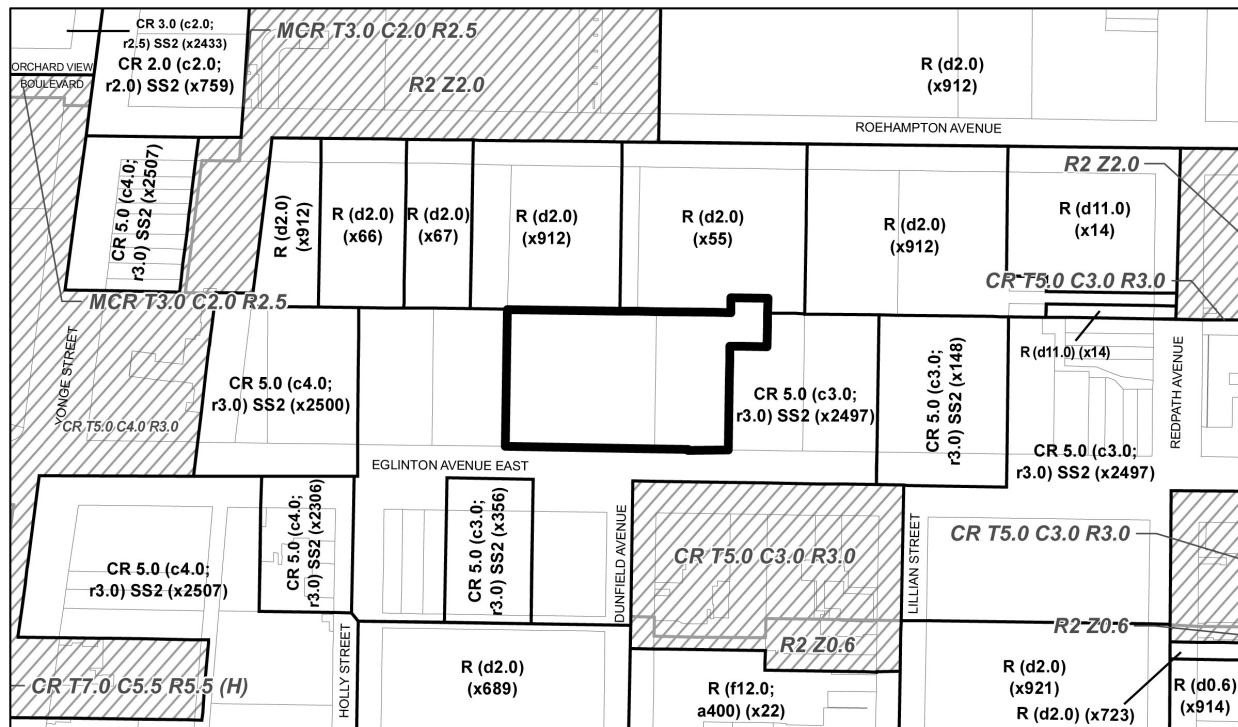 CR 3.0 (c2.0;
r2.5) SS2 (x2433)
CR 2.0 (c2.0;
r2.0) SS2 (x759)
ORCHARD VIEW
BOULEVARD
MCR T3.0 C2.0 R2.5
R2 Z2.0
R (d2.0)
(x912)
ROEHAMPTON AVENUE
CR 5.0 (c4.0;
r3.0) SS2 (x2507)
R (d2.0)
(x912)
R (d2.0)
(x66)
R (d2.0)
(x67)
R (d2.0)
(x912)
R (d2.0)
(x55)
R (d2.0)
(x912)
R (d11.0)
(x14)
R2 Z2.0
CR T5.0 C3.0 R3.0
MCR T3.0 C2.0 R2.5
YONGE STREET
CR T5.0 C4.0 R3.0
CR 5.0 (c4.0;
r3.0) SS2 (x2500)
CR 5.0 (c3.0;
r3.0) SS2 (x2497)
CR 5.0 (c3.0;
r3.0) SS2 (x148)
R (d11.0) (x14)
REDPATH AVENUE
CR 5.0 (c3.0;
r3.0) SS2 (x2497)
EGLINTON AVENUE EAST
CR 5.0 (c4.0;
r3.0) SS2 (x2507)
CR 5.0 (c4.0;
r3.0) SS2 (x2306)
CR 5.0 (c3.0;
r3.0) SS2 (x356)
DUNFIELD AVENUE
CR T5.0 C3.0 R3.0
LILLIAN STREET
CR T5.0 C3.0 R3.0
R2 Z0.6
R2 Z0.6
CR T7.0 C5.5 R5.5 (H)
HOLLY STREET
R (d2.0)
(x689)
R (f12.0;
a400) (x22)
R (d2.0)
(x921)
R (d2.0) (x723)
R (d0.6)
(x914)